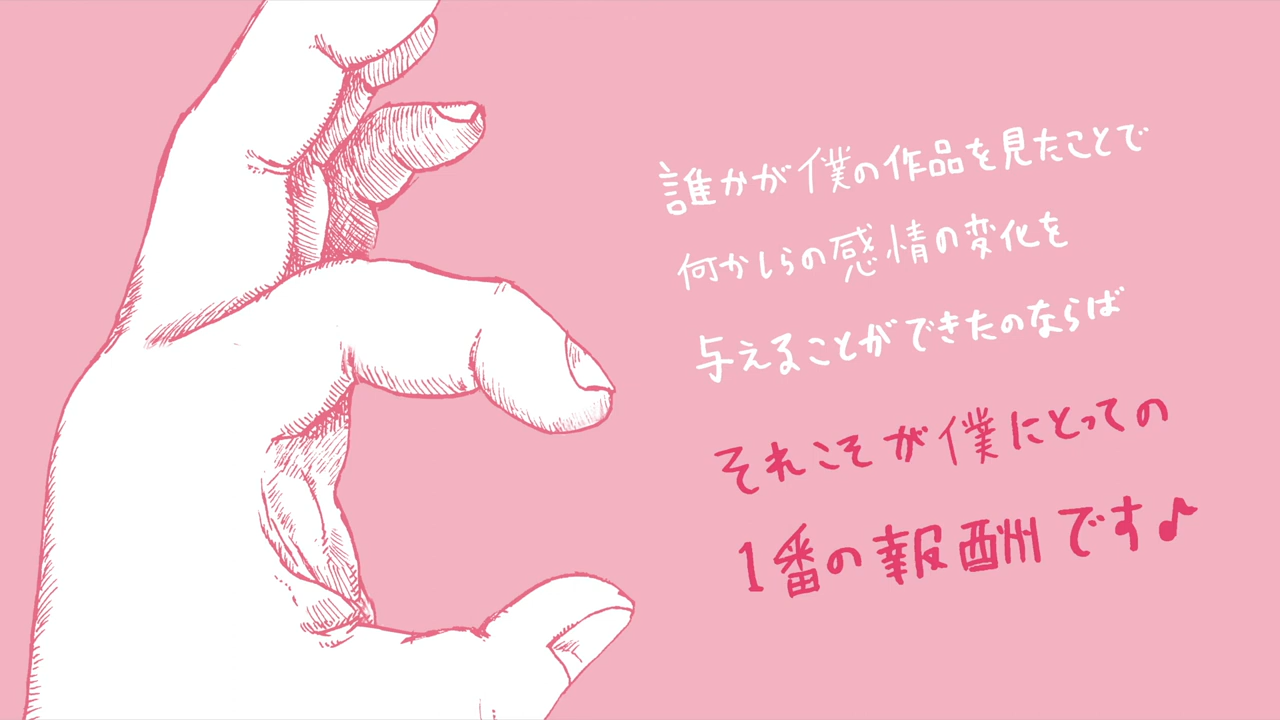 誰かが僕の作品を見たことで
何かしらの感情の変化を
与えることができたのならば
それこそが僕にとっての
1番の報酬です♪